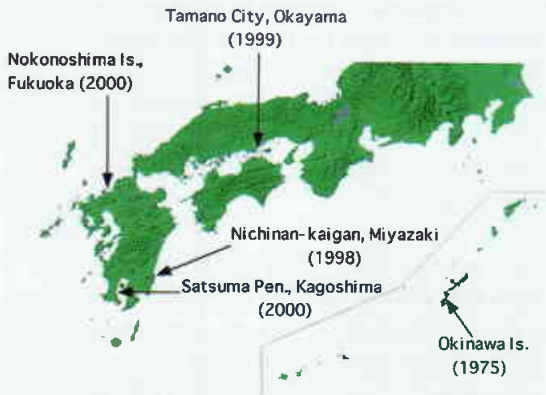 Tamano City, Okayama
(1999)
Nokonoshima Is.,
Fukuoka (2000)
Nichinan-kaigan, Miyazaki
(1998)
Satsuma Pen., Kagoshima
(2000)
Okinawa Is.
(1975)